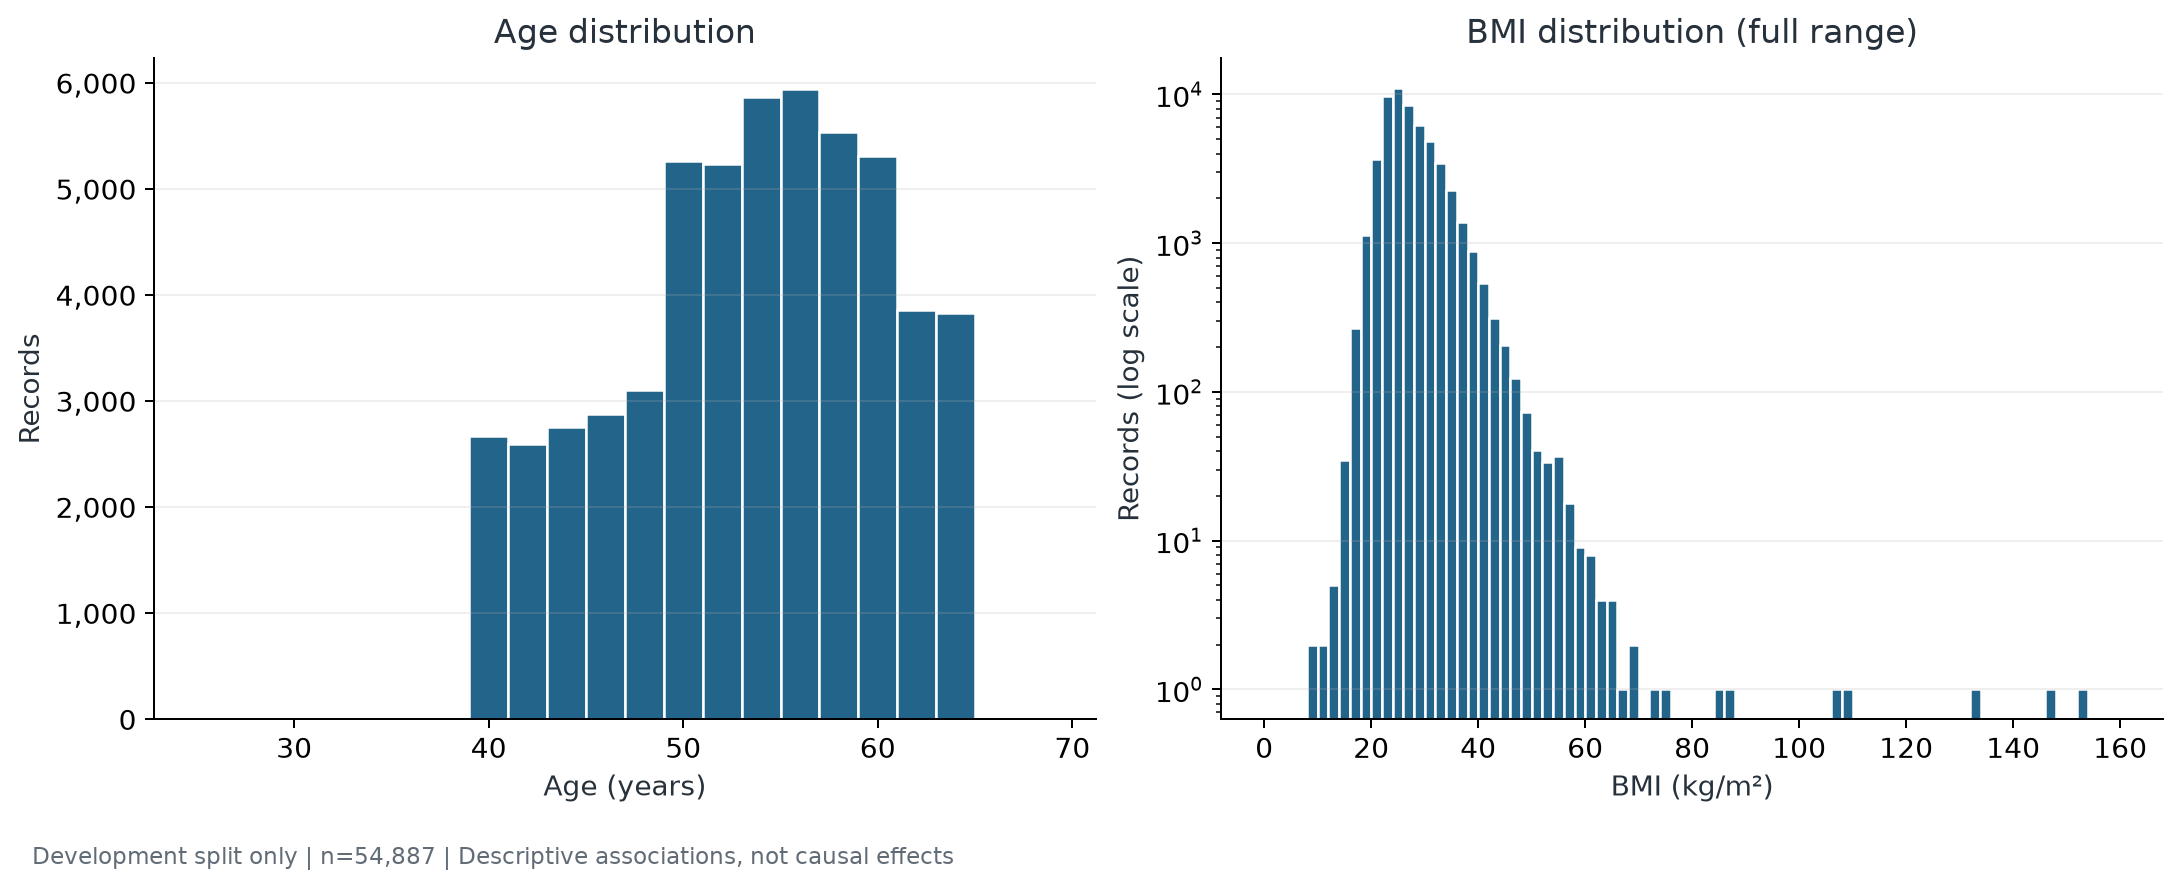 Age distribution
6,000
5,000
4,000
3,000
2,000
1,000
0
Records
30 40 50 60 70
Age (years)
BMI distribution (full range)
10⁴
10³
10²
10¹
10⁰
Records (log scale)
0 20 40 60 80 100 120 140 160
BMI (kg/m²)
Development split only | n=54,887 | Descriptive associations, not causal effects